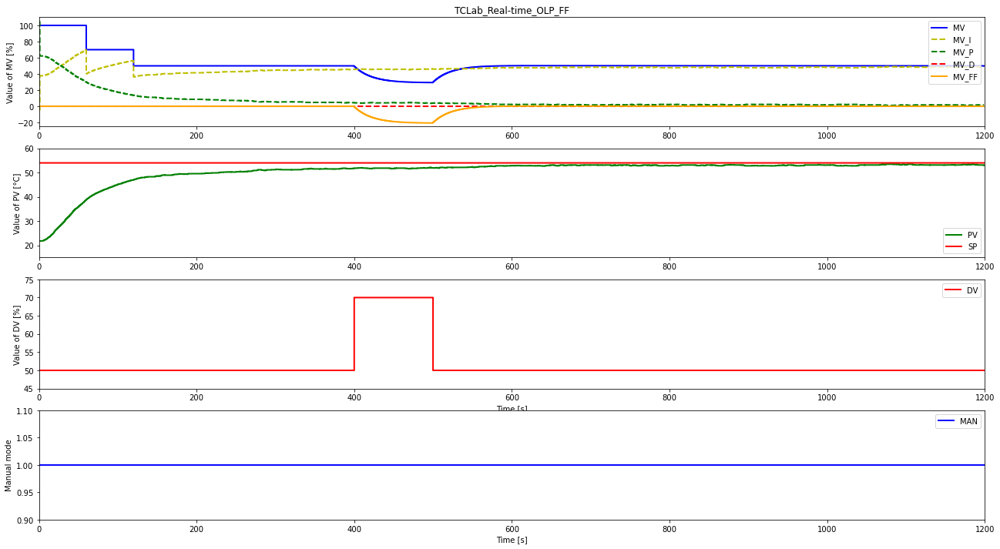 TCLab_Real-time_OLP_FF
Value of MV [%]
100
80
60
40
20
0
−20
MV
MV_I
MV_P
MV_D
MV_FF
0 200 400 600 800 1000 1200
Value of PV [°C]
60
50
40
30
20
PV
SP
0 200 400 600 800 1000 1200
Value of DV [%]
75
70
65
60
55
50
45
DV
0 200 400 600 800 1000 1200
Time [s]
Manual mode
1.10
1.05
1.00
0.95
0.90
MAN
0 200 400 600 800 1000 1200
Time [s]